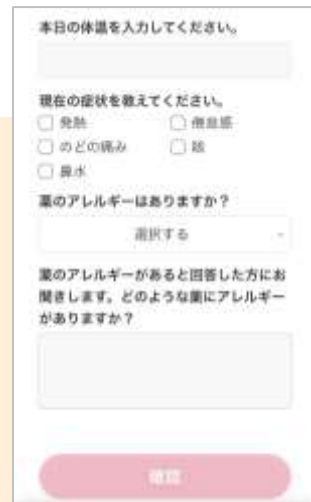 本日の体温を入力してください。
現在の症状を教えてください。
発熱 倦怠感
のどの痛み 咳
鼻水
薬のアレルギーはありますか？
選択する
薬のアレルギーがあると回答した方にお
聞きします。どのような薬にアレルギー
がありますか？
確認